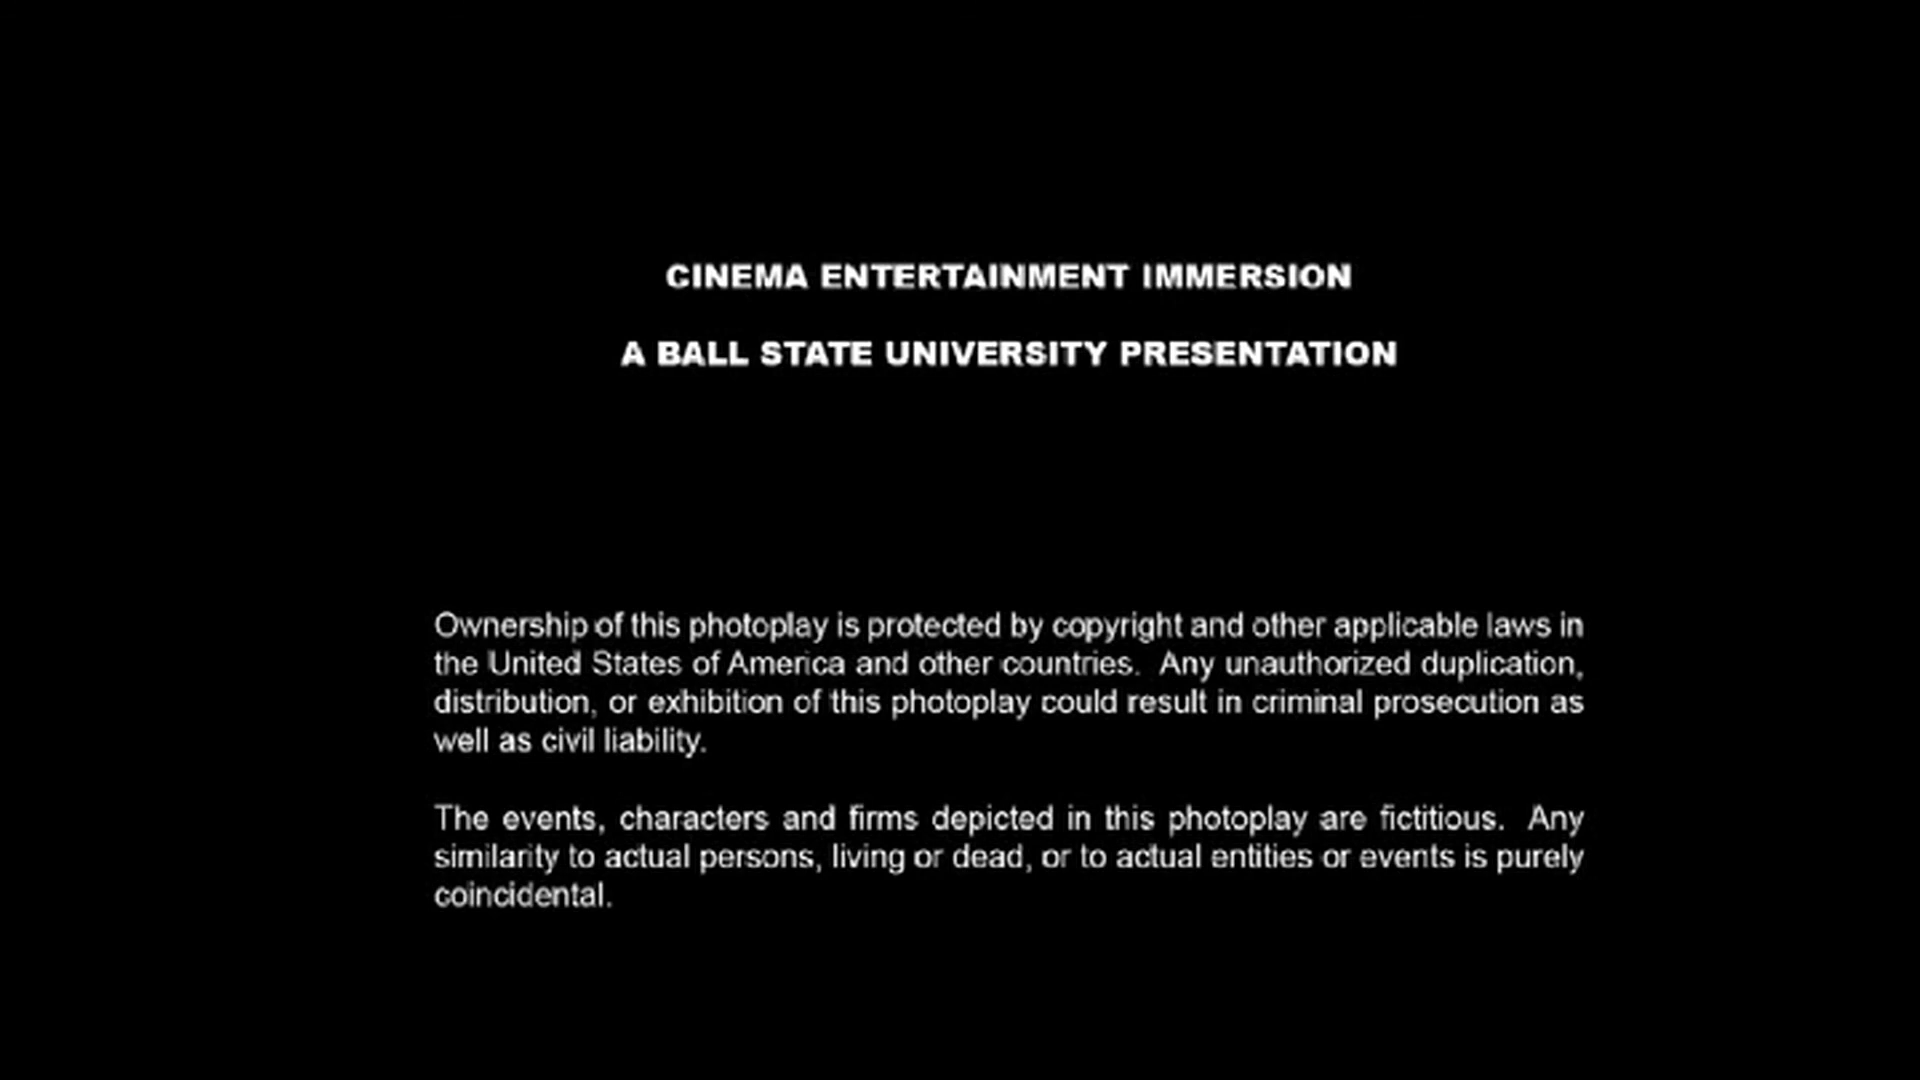 CINEMA ENTERTAINMENT IMMERSION
A BALL STATE UNIVERSITY PRESENTATION
Ownership of this photoplay is protected by copyright and other applicable laws in
the United States of America and other countries.  Any unauthorized duplication,
distribution, or exhibition of this photoplay could result in criminal prosecution as
well as civil liability.
The events, characters and firms depicted in this photoplay are fictitious.  Any
similarity to actual persons, living or dead, or to actual entities or events is purely
coincidental.